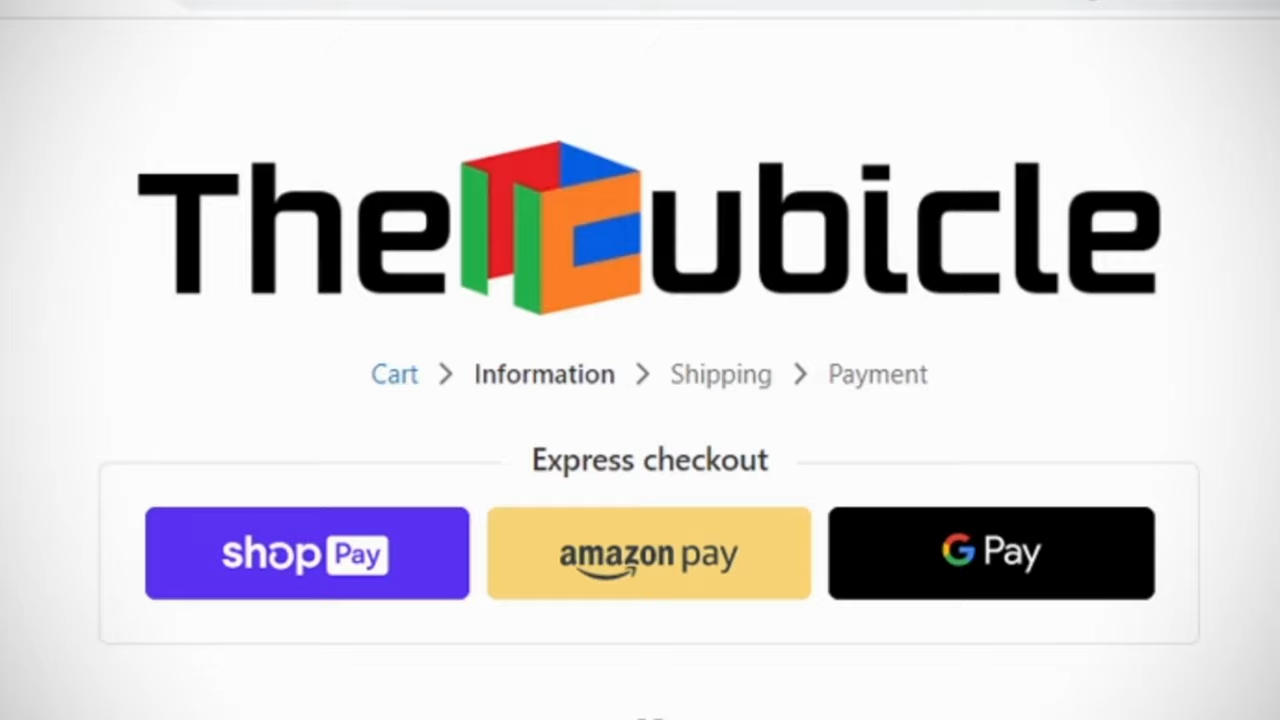 TheCubicle
Cart > Information > Shipping > Payment
Express checkout
shop Pay
amazon pay
G Pay